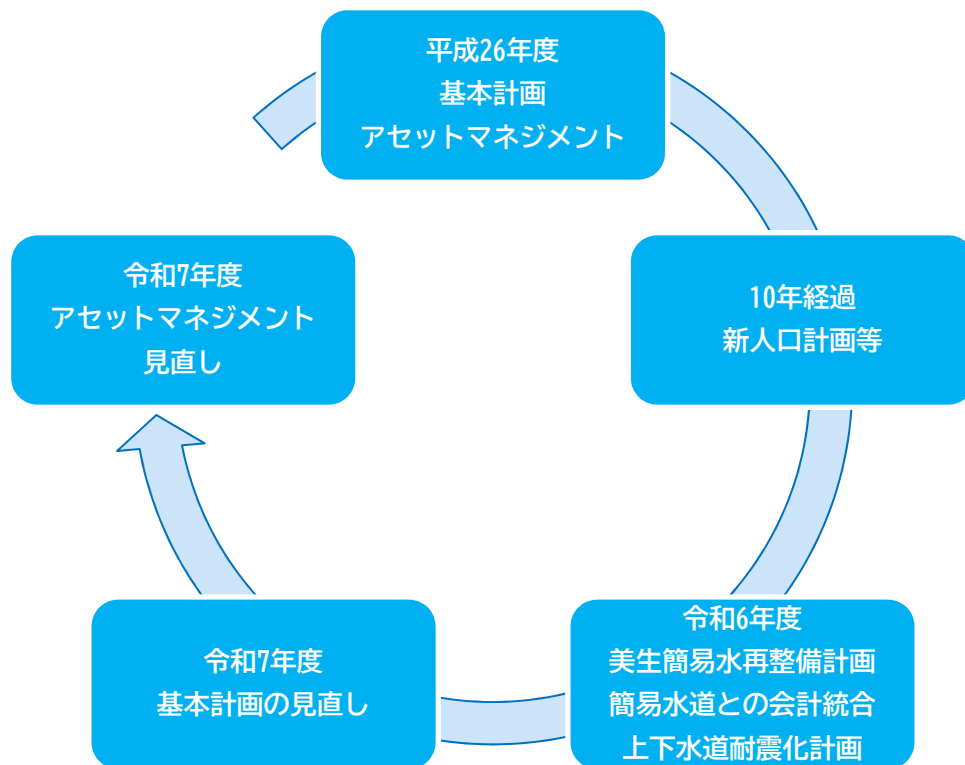 平成26年度
基本計画
アセットマネジメント
10年経過
新人口計画等
令和6年度
美生簡易水再整備計画
簡易水道との会計統合
上下水道耐震化計画
令和7年度
基本計画の見直し
令和7年度
アセットマネジメント
見直し